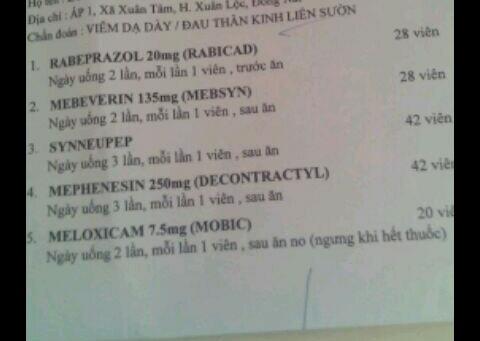 Họ tên
Địa chỉ : ẤP 1, Xã Xuân Tâm, H. Xuân Lộc, Đồng
Chẩn đoán : VIÊM DẠ DÀY / ĐAU THẦN KINH LIÊN SƯỜN
1. RABEPRAZOL 20mg (RABICAD) 28 viên
Ngày uống 2 lần, mỗi lần 1 viên , trước ăn
2. MEBEVERIN 135mg (MEBSYN) 28 viên
Ngày uống 2 lần, mỗi lần 1 viên , sau ăn
3. SYNNEUPEP 42 viên
Ngày uống 3 lần, mỗi lần 1 viên , sau ăn
4. MEPHENESIN 250mg (DECONTRACTYL) 42 viên
Ngày uống 3 lần, mỗi lần 1 viên , sau ăn
5. MELOXICAM 7.5mg (MOBIC) 20 viê
Ngày uống 2 lần, mỗi lần 1 viên , sau ăn no (ngưng khi hết thuốc)